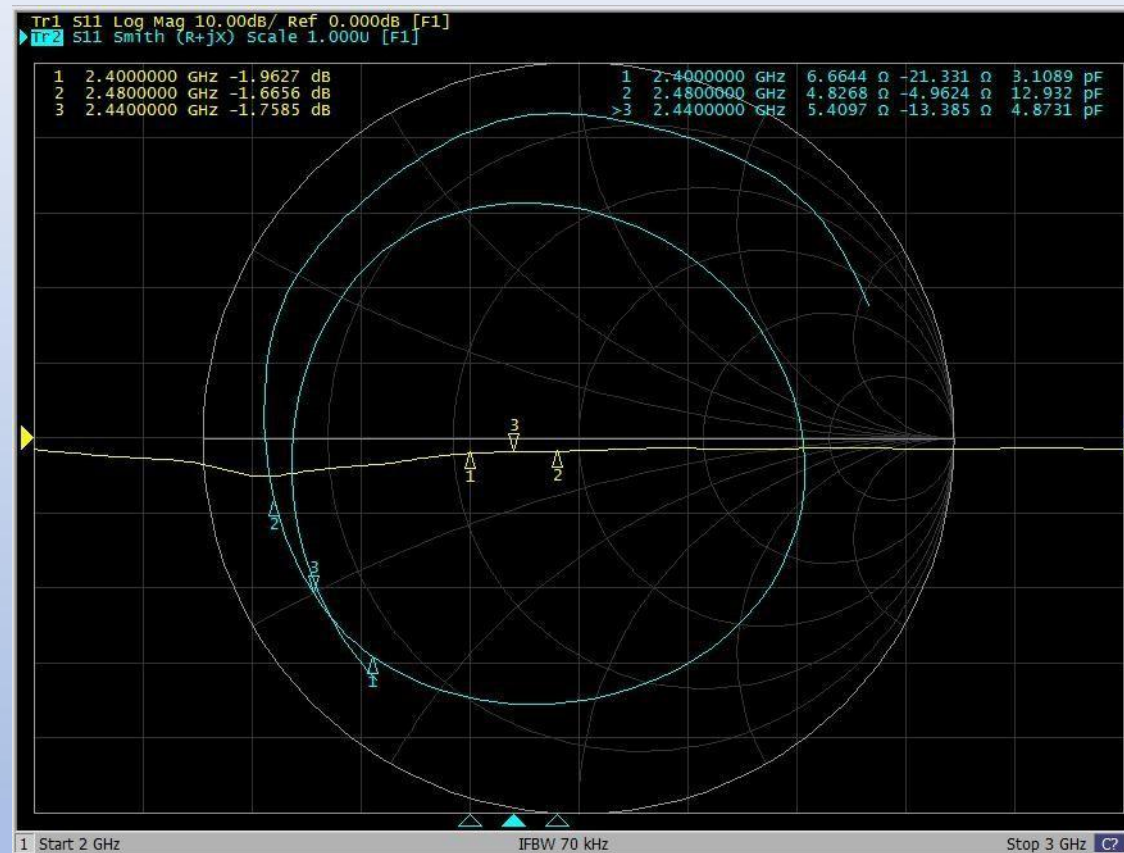 Tr1 S11 Log Mag 10.00dB/ Ref 0.000dB [F1]
Tr2 S11 Smith (R+jX) Scale 1.000U [F1]
1 2.4000000 GHz -1.9627 dB
2 2.4800000 GHz -1.6656 dB
3 2.4400000 GHz -1.7585 dB
1 2.4000000 GHz 6.6644 Ω -21.331 Ω 3.1089 pF
2 2.4800000 GHz 4.8268 Ω -4.9624 Ω 12.932 pF
>3 2.4400000 GHz 5.4097 Ω -13.385 Ω 4.8731 pF
3
1
2
2
3
1
1 Start 2 GHz IFBW 70 kHz Stop 3 GHz C?